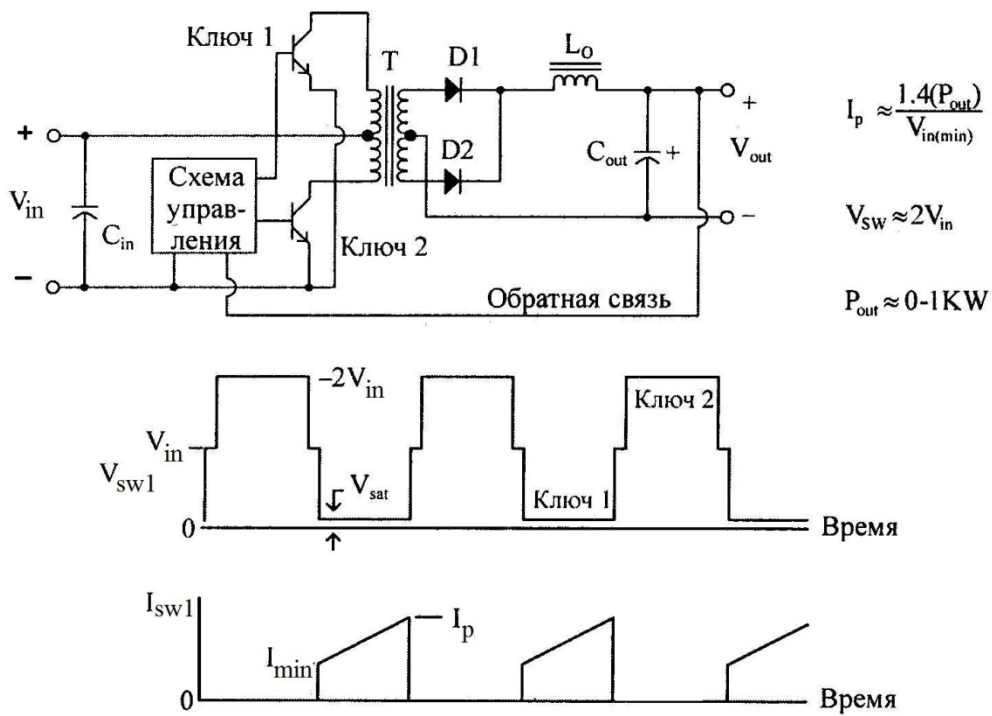 Ключ 1
T
D1
Lo
+
Vin
−
Cin
Схема
управ-
ления
Ключ 2
D2
Cout
+
+
Vout
−
Обратная связь
Ip ≈ 1.4(Pout)
Vin(min)
VSW ≈ 2Vin
Pout ≈ 0-1KW
−2Vin
Ключ 2
Vin
Vsw1
Vsat
Ключ 1
0
Время
Isw1
Ip
Imin
0
Время